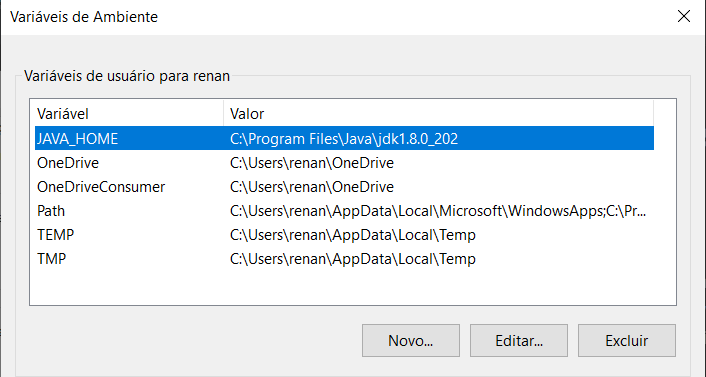 Variáveis de Ambiente
Variáveis de usuário para renan
Variável Valor
JAVA_HOME C:\Program Files\Java\jdk1.8.0_202
OneDrive C:\Users\renan\OneDrive
OneDriveConsumer C:\Users\renan\OneDrive
Path C:\Users\renan\AppData\Local\Microsoft\WindowsApps;C:\Pr...
TEMP C:\Users\renan\AppData\Local\Temp
TMP C:\Users\renan\AppData\Local\Temp
Novo... Editar... Excluir